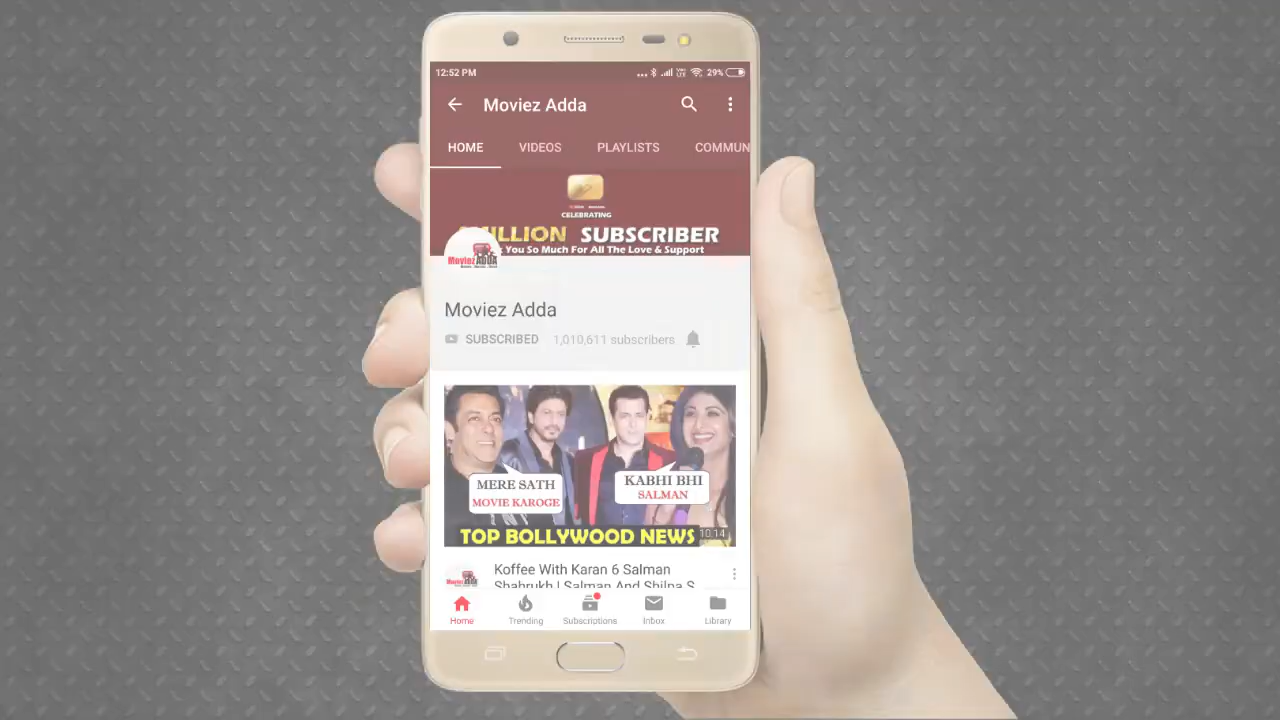 12:52 PM
29%
Moviez Adda
HOME VIDEOS PLAYLISTS COMMUN
CELEBRATING
MILLION SUBSCRIBER
You So Much For All The Love & Support
Moviez ADDA
Moviez Adda
SUBSCRIBED 1,010,611 subscribers
MERE SATH
MOVIE KAROGE
KABHI BHI
SALMAN
TOP BOLLYWOOD NEWS
10:14
Koffee With Karan 6 Salman
Shahrukh | Salman And Shilpa S
Home Trending Subscriptions Inbox Library